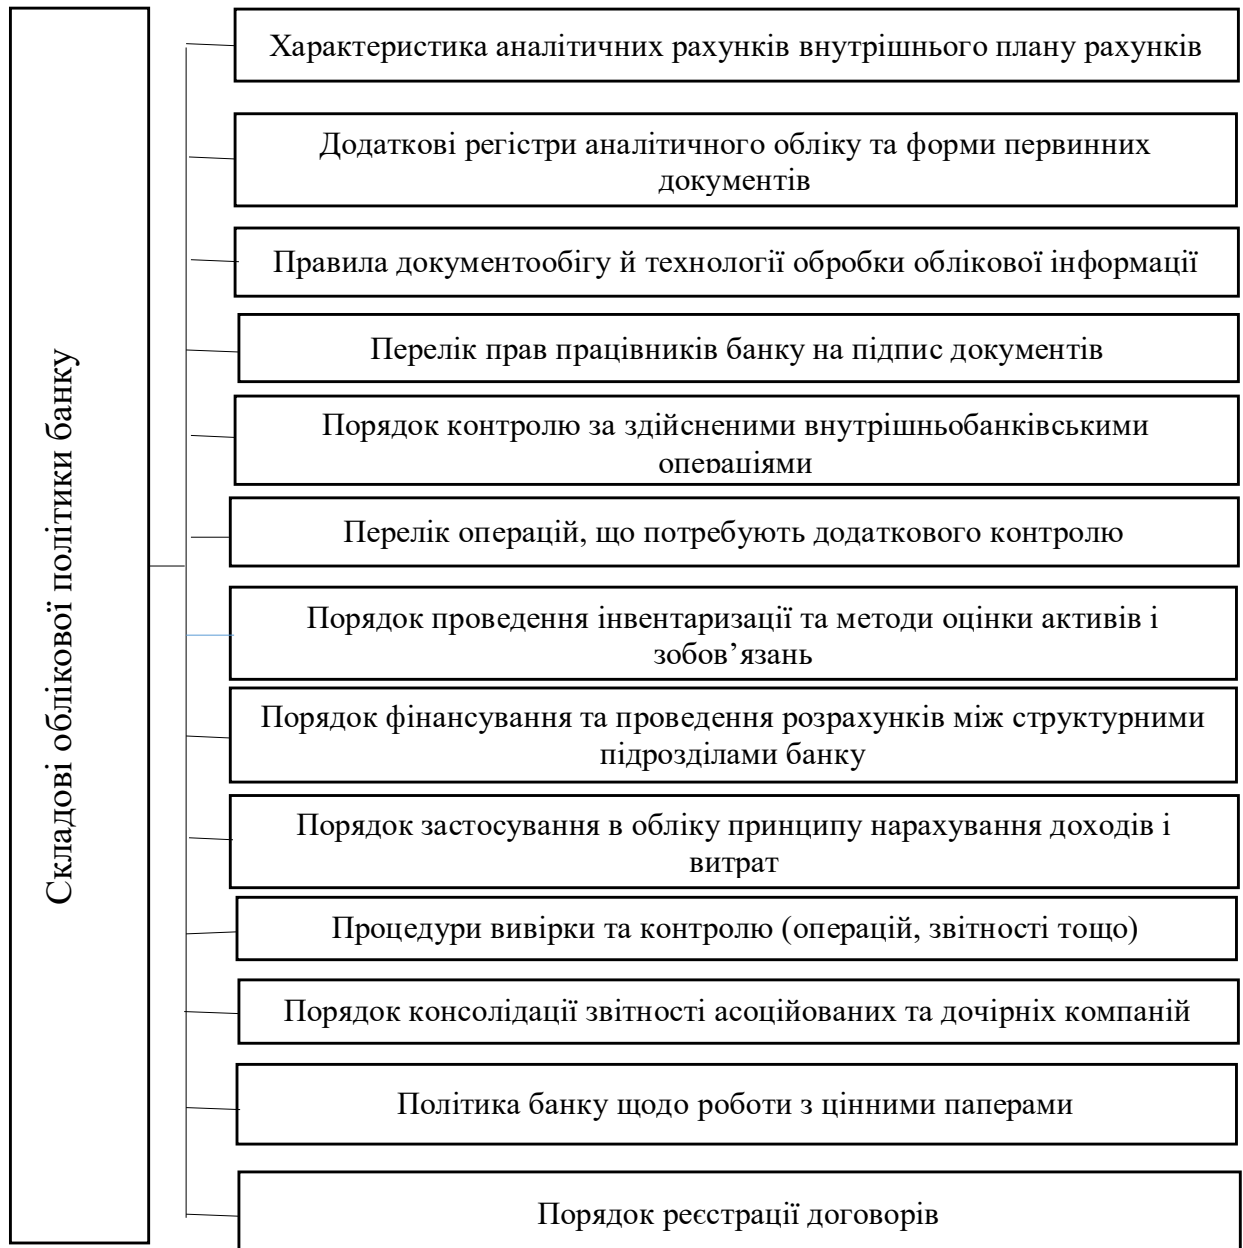 Складові облікової політики банку
Характеристика аналітичних рахунків внутрішнього плану рахунків
Додаткові регістри аналітичного обліку та форми первинних
документів
Правила документообігу й технології обробки облікової інформації
Перелік прав працівників банку на підпис документів
Порядок контролю за здійсненими внутрішньобанківськими
операціями
Перелік операцій, що потребують додаткового контролю
Порядок проведення інвентаризації та методи оцінки активів і
зобов’язань
Порядок фінансування та проведення розрахунків між структурними
підрозділами банку
Порядок застосування в обліку принципу нарахування доходів і
витрат
Процедури вивірки та контролю (операцій, звітності тощо)
Порядок консолідації звітності асоційованих та дочірніх компаній
Політика банку щодо роботи з цінними паперами
Порядок реєстрації договорів